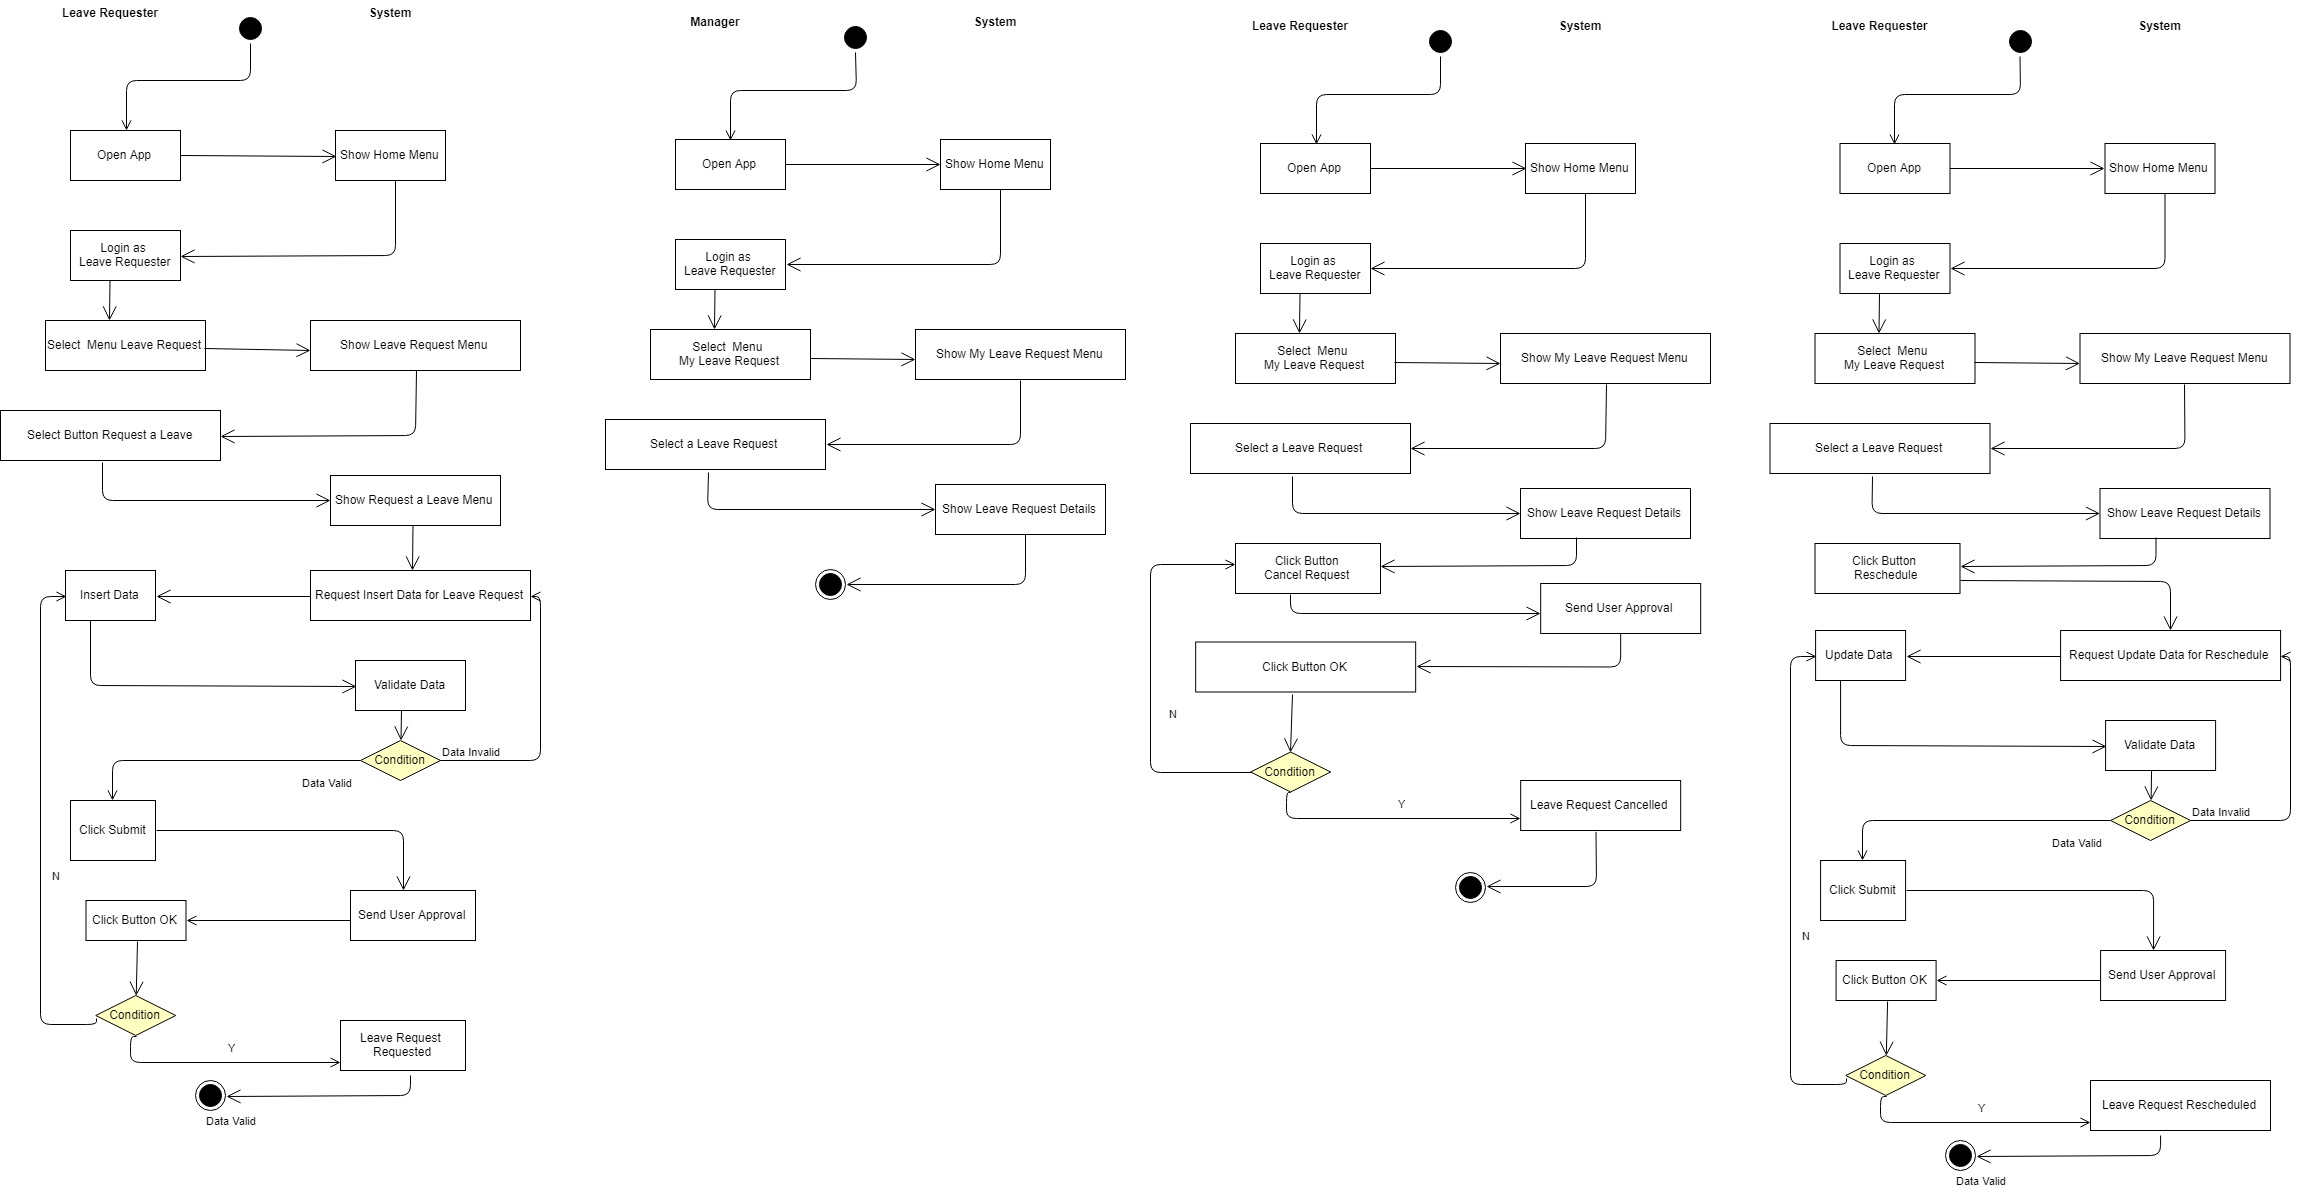 Leave Requester
System
Open App
Show Home Menu
Login as
Leave Requester
Select  Menu Leave Request
Show Leave Request Menu
Select Button Request a Leave
Show Request a Leave Menu
Insert Data
Request Insert Data for Leave Request
Validate Data
Condition
Data Invalid
Data Valid
Click Submit
N
Click Button OK
Send User Approval
Condition
Y
Leave Request
Requested
Data Valid
Manager
System
Open App
Show Home Menu
Login as
Leave Requester
Select  Menu
My Leave Request
Show My Leave Request Menu
Select a Leave Request
Show Leave Request Details
Leave Requester
System
Open App
Show Home Menu
Login as
Leave Requester
Select  Menu
My Leave Request
Show My Leave Request Menu
Select a Leave Request
Show Leave Request Details
Click Button
Cancel Request
Send User Approval
Click Button OK
N
Condition
Y
Leave Request Cancelled
Leave Requester
System
Open App
Show Home Menu
Login as
Leave Requester
Select  Menu
My Leave Request
Show My Leave Request Menu
Select a Leave Request
Show Leave Request Details
Click Button
Reschedule
Update Data
Request Update Data for Reschedule
Validate Data
Condition
Data Invalid
Data Valid
Click Submit
N
Click Button OK
Send User Approval
Condition
Y
Leave Request Rescheduled
Data Valid